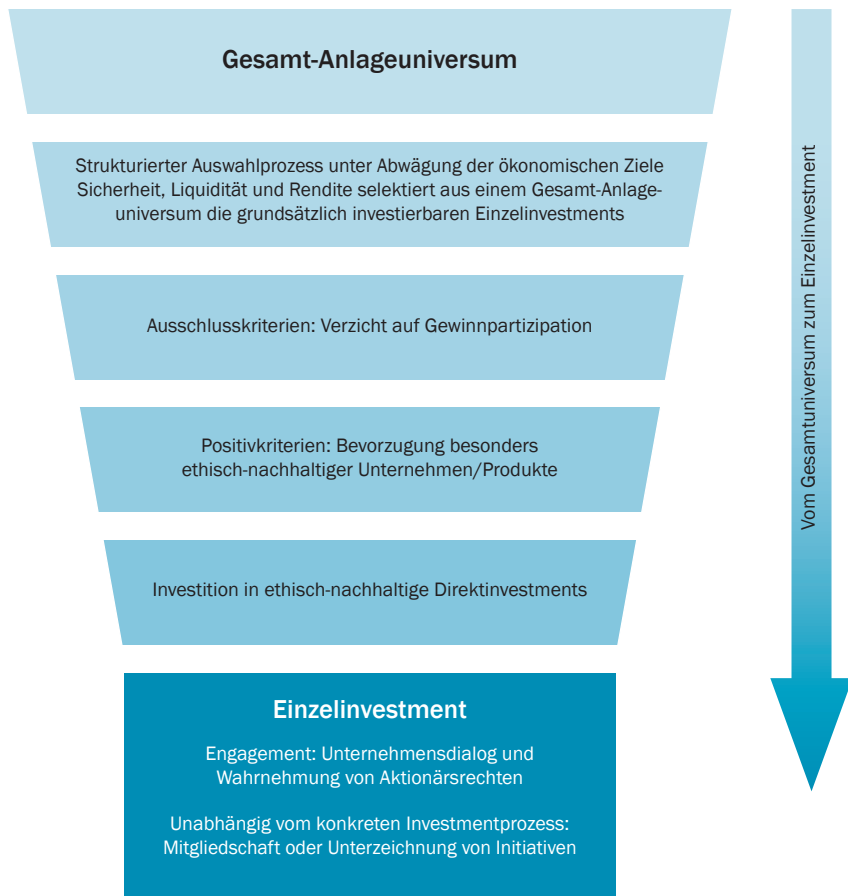 Gesamt-Anlageuniversum
Strukturierter Auswahlprozess unter Abwägung der ökonomischen Ziele
Sicherheit, Liquidität und Rendite selektiert aus einem Gesamt-Anlage-
universum die grundsätzlich investierbaren Einzelinvestments
Ausschlusskriterien: Verzicht auf Gewinnpartizipation
Positivkriterien: Bevorzugung besonders
ethisch-nachhaltiger Unternehmen/Produkte
Investition in ethisch-nachhaltige Direktinvestments
Einzelinvestment
Engagement: Unternehmensdialog und
Wahrnehmung von Aktionärsrechten
Unabhängig vom konkreten Investmentprozess:
Mitgliedschaft oder Unterzeichnung von Initiativen
Vom Gesamtuniversum zum Einzelinvestment